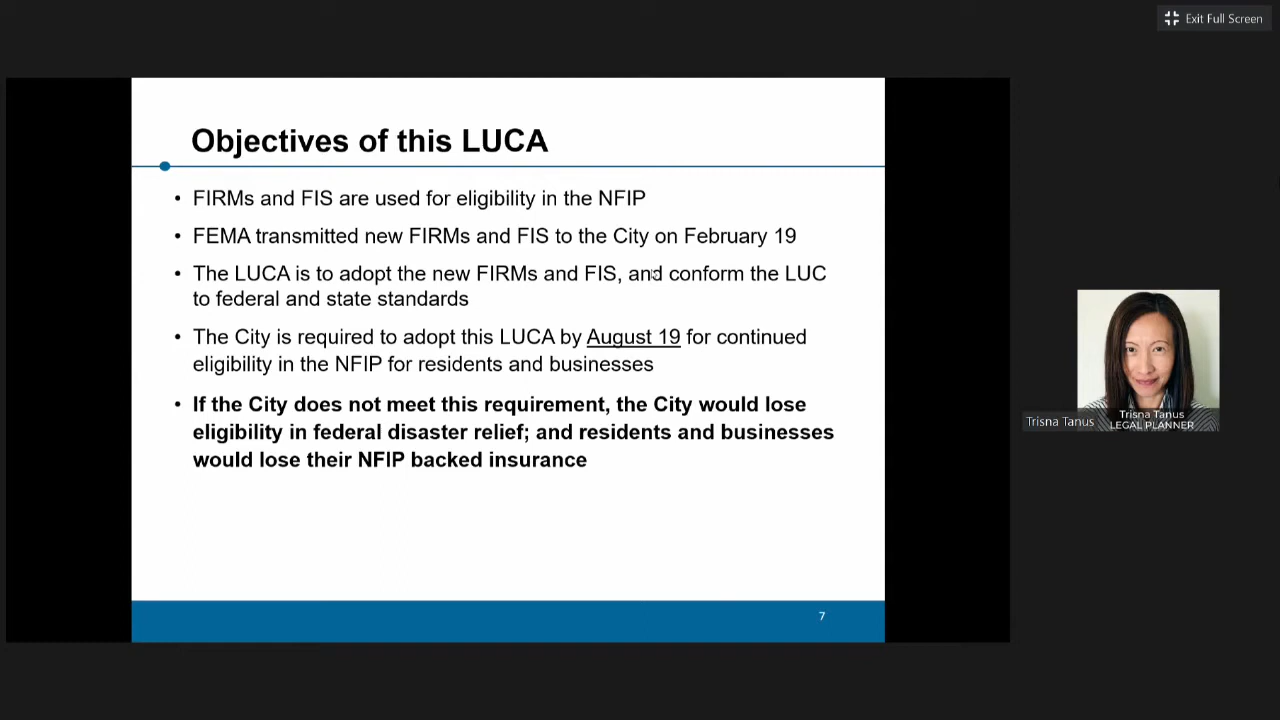 Exit Full Screen
Objectives of this LUCA
• FIRMs and FIS are used for eligibility in the NFIP
• FEMA transmitted new FIRMs and FIS to the City on February 19
• The LUCA is to adopt the new FIRMs and FIS, and conform the LUC
to federal and state standards
• The City is required to adopt this LUCA by August 19 for continued
eligibility in the NFIP for residents and businesses
• If the City does not meet this requirement, the City would lose
eligibility in federal disaster relief; and residents and businesses
would lose their NFIP backed insurance
7
Trisna Tanus
LEGAL PLANNER
Trisna Tanus